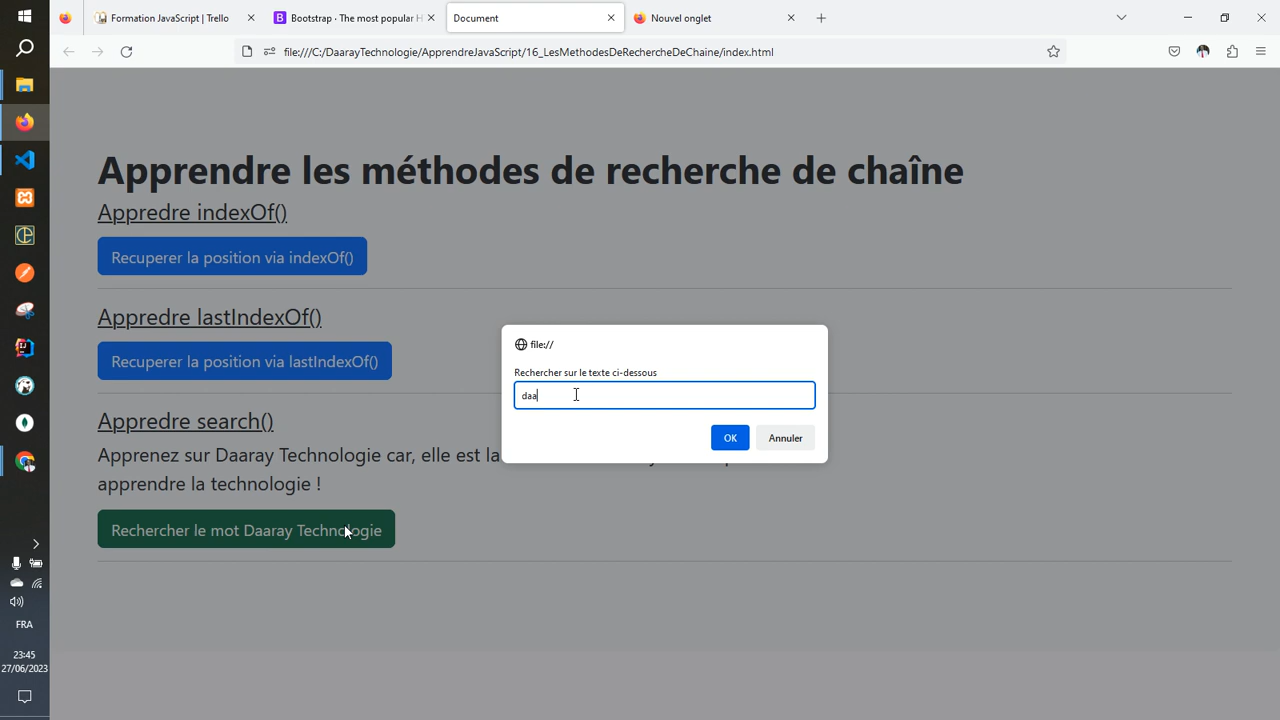 Formation JavaScript | Trello
Bootstrap · The most popular H
Document
Nouvel onglet
file:///C:/DaarayTechnologie/ApprendreJavaScript/16_LesMethodesDeRechercheDeChaine/index.html
Apprendre les méthodes de recherche de chaîne
Appredre indexOf()
Recuperer la position via indexOf()
Appredre lastIndexOf()
Recuperer la position via lastIndexOf()
file://
Rechercher sur le texte ci-dessous
daa
OK
Annuler
Appredre search()
Apprenez sur Daaray Technologie car, elle est la
apprendre la technologie !
Rechercher le mot Daaray Technologie
FRA
23:45
27/06/2023